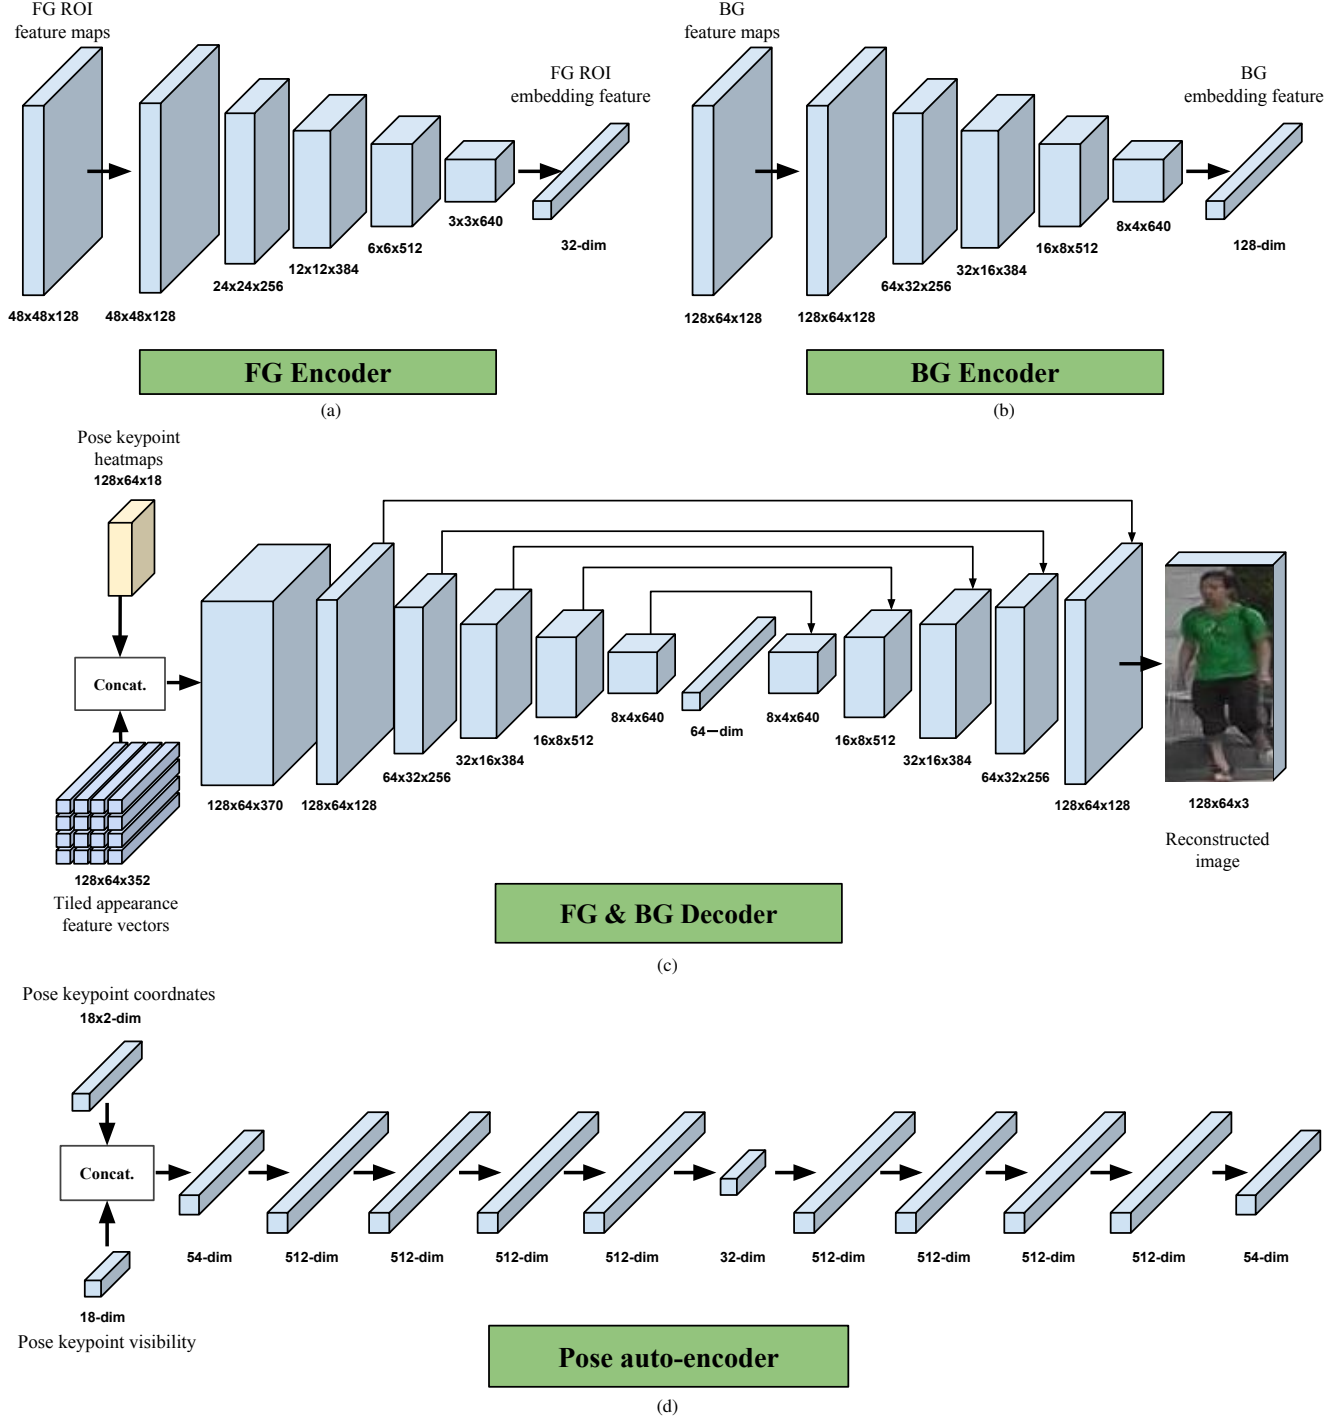 FG ROI
feature maps
FG ROI
embedding feature
48x48x128
48x48x128
24x24x256
12x12x384
6x6x512
3x3x640
32-dim
FG Encoder
(a)
BG
feature maps
BG
embedding feature
128x64x128
128x64x128
64x32x256
32x16x384
16x8x512
8x4x640
128-dim
BG Encoder
(b)
Pose keypoint
heatmaps
128x64x18
Concat.
128x64x352
Tiled appearance
feature vectors
128x64x370
128x64x128
64x32x256
32x16x384
16x8x512
8x4x640
64-dim
8x4x640
16x8x512
32x16x384
64x32x256
128x64x128
128x64x3
Reconstructed
image
FG & BG Decoder
(c)
Pose keypoint coordnates
18x2-dim
Concat.
18-dim
Pose keypoint visibility
54-dim
512-dim
512-dim
512-dim
512-dim
32-dim
512-dim
512-dim
512-dim
512-dim
54-dim
Pose auto-encoder
(d)